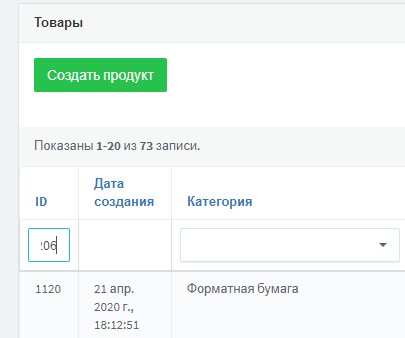 Товары
Создать продукт
Показаны 1-20 из 73 записи.
ID
Дата
создания
Категория
06
1120
21 апр.
2020 г.,
18:12:51
Форматная бумага